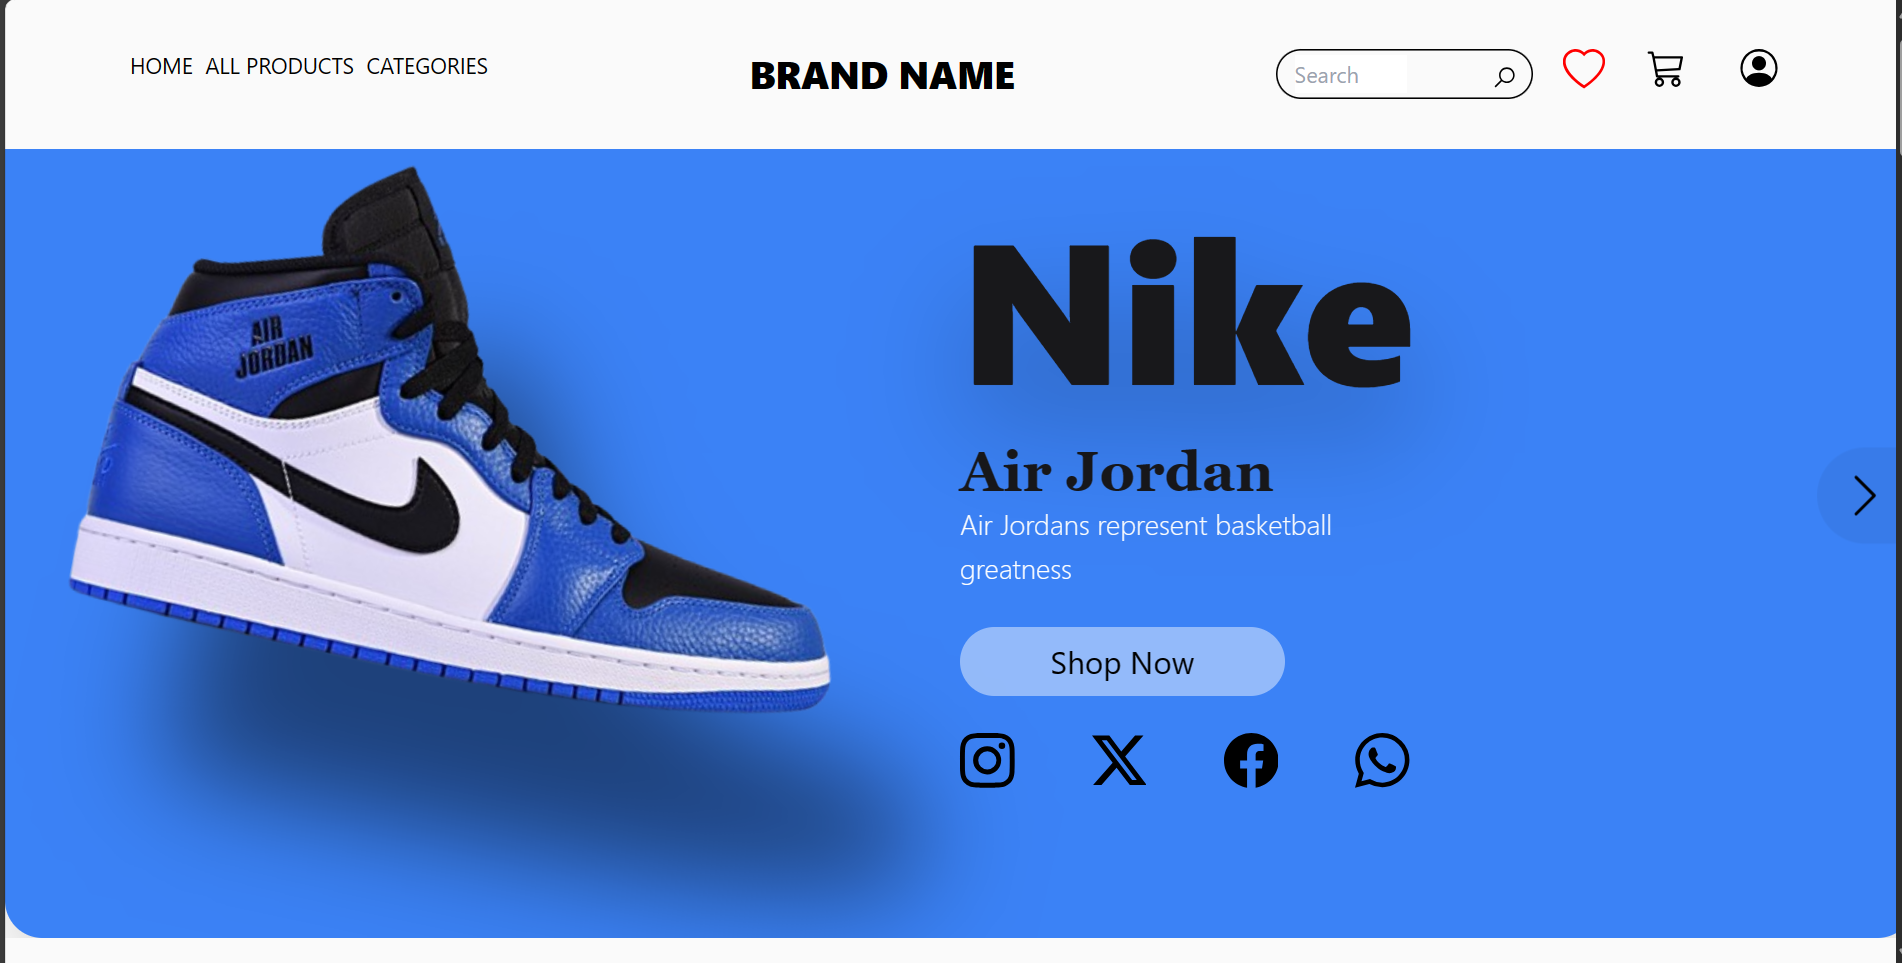 HOME ALL PRODUCTS CATEGORIES
BRAND NAME
Search
AIR
JORDAN
Nike
Air Jordan
Air Jordans represent basketball
greatness
Shop Now